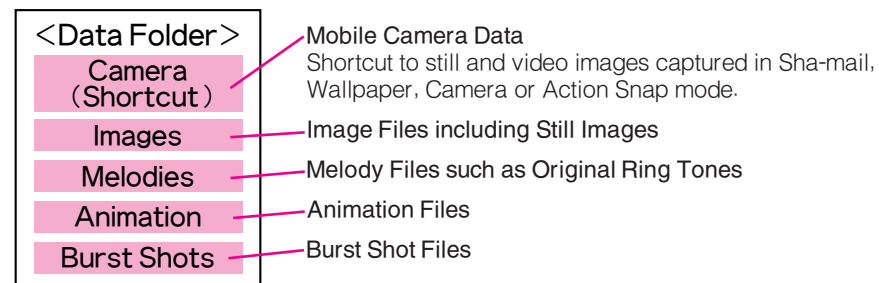 <Data Folder>
Camera
(Shortcut)
Images
Melodies
Animation
Burst Shots
Mobile Camera Data
Shortcut to still and video images captured in Sha-mail,
Wallpaper, Camera or Action Snap mode.
Image Files including Still Images
Melody Files such as Original Ring Tones
Animation Files
Burst Shot Files